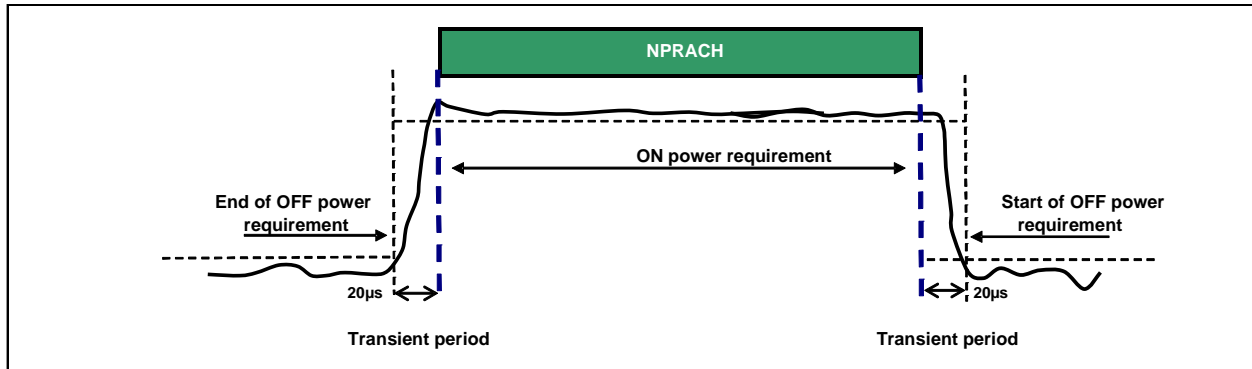 NPRACH
ON power requirement
End of OFF power
requirement
Start of OFF power
requirement
20µs
20µs
Transient period
Transient period